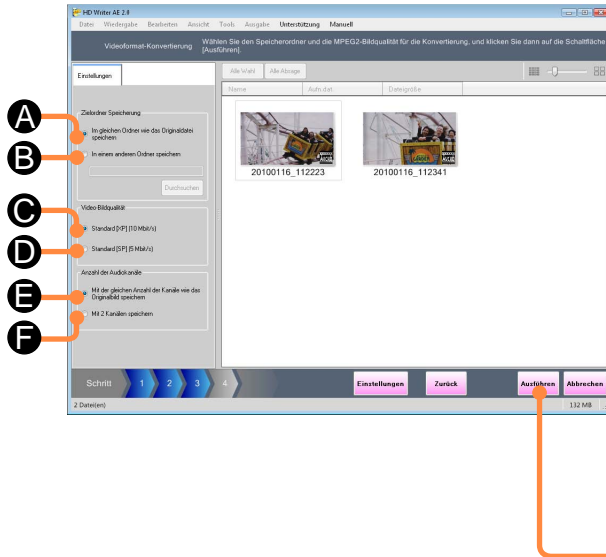 HD Writer AE 2.0
Datei Wiedergabe Bearbeiten Ansicht Tools Ausgabe Unterstützung Manuell
Videoformat-Konvertierung
Wählen Sie den Speicherordner und die MPEG2-Bildqualität für die Konvertierung, und klicken Sie dann auf die Schaltfläche
[Ausführen].
Einstellungen
Alle Wahl Alle Abwage
Name Aufn.dat Dateigröße
Zielordner Speicherung
A
Im gleichen Ordner wie das Originaldatei
speichern
B
In einem anderen Ordner speichern
Durchsuchen
20100116_112223 20100116_112341
Video-Bildqualität
C
Standard [XP] (10 Mbit/s)
D
Standard [SP] (5 Mbit/s)
Anzahl der Audiokanäle
E
Mit der gleichen Anzahl der Kanäle wie das
Originalbild speichern
F
Mit 2 Kanälen speichern
Schritt 1 2 3 4
Einstellungen Zurück Ausführen Abbrechen
2 Datei(en) 132 MB